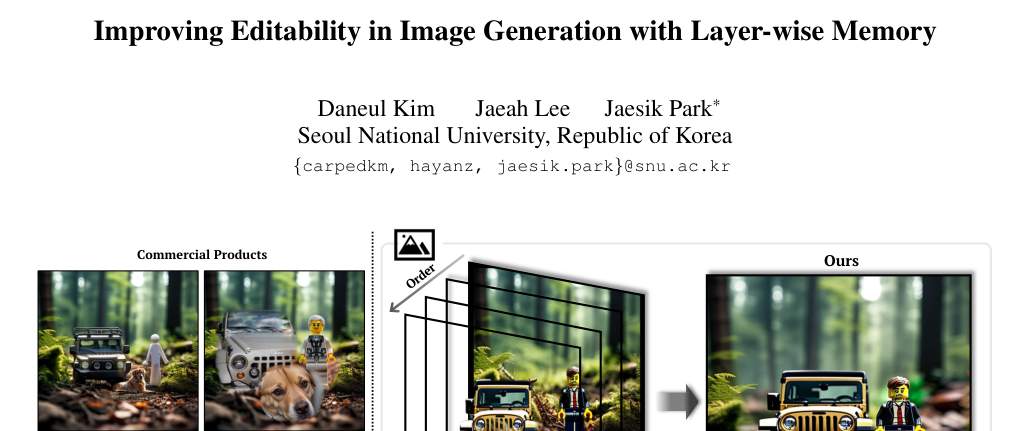 Improving Editability in Image Generation with Layer-wise Memory
Daneul Kim Jaeah Lee Jaesik Park*
Seoul National University, Republic of Korea
{carpedkm, hayanz, jaesik.park}@snu.ac.kr
Commercial Products
Order
Ours